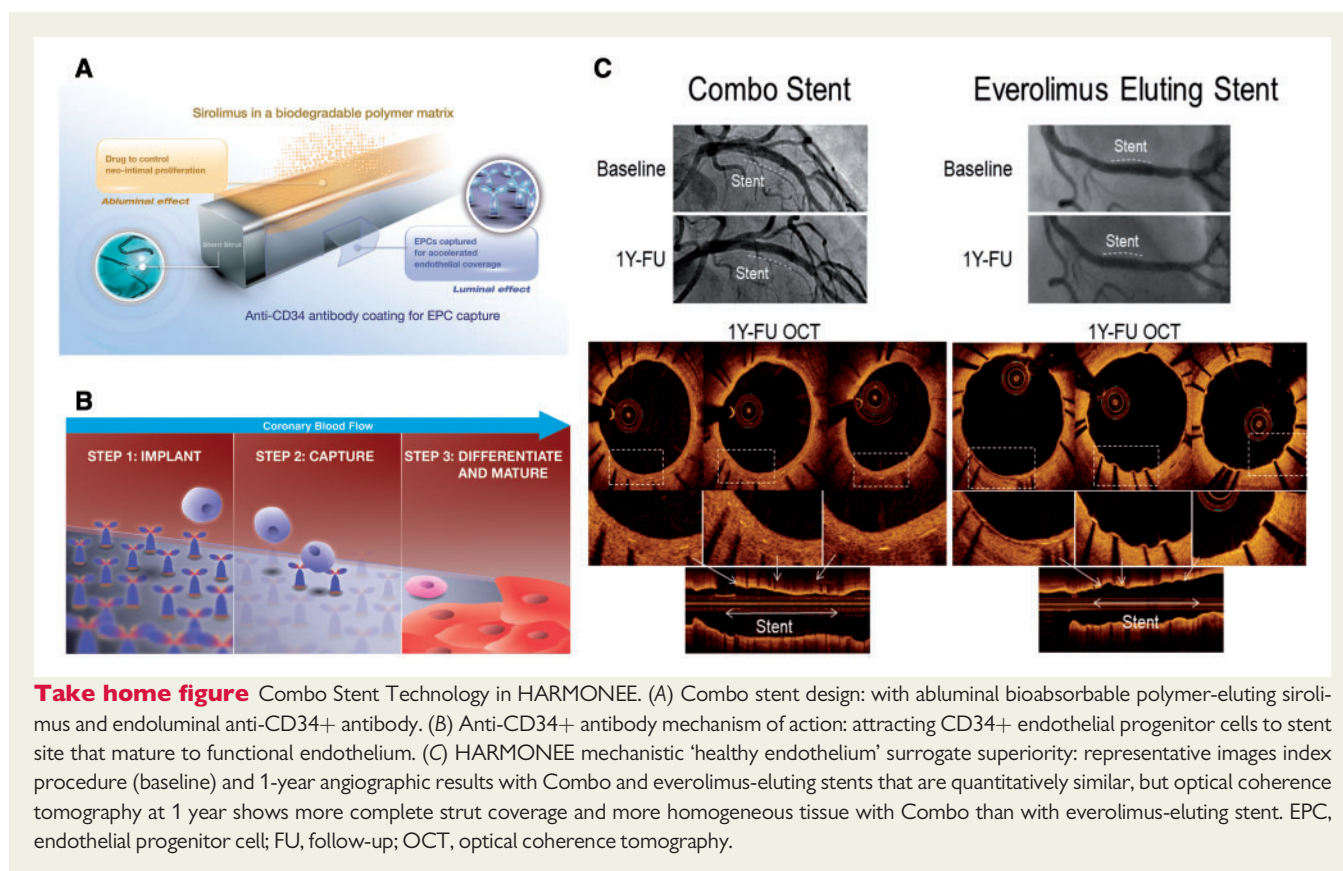 A
Sirolimus in a biodegradable polymer matrix
Drug to control
neo-intimal proliferation
Abluminal effect
Stent Strut
EPCs captured
for accelerated
endothelial coverage
Luminal effect
Anti-CD34 antibody coating for EPC capture
B
Coronary Blood Flow
STEP 1: IMPLANT
STEP 2: CAPTURE
STEP 3: DIFFERENTIATE
AND MATURE
C
Combo Stent
Everolimus Eluting Stent
Baseline
Stent
Baseline
Stent
1Y-FU
Stent
1Y-FU
Stent
1Y-FU OCT
1Y-FU OCT
Stent
Stent
Take home figure Combo Stent Technology in HARMONEE. (A) Combo stent design: with abluminal bioabsorbable polymer-eluting siroli-
mus and endoluminal anti-CD34+ antibody. (B) Anti-CD34+ antibody mechanism of action: attracting CD34+ endothelial progenitor cells to stent
site that mature to functional endothelium. (C) HARMONEE mechanistic ‘healthy endothelium’ surrogate superiority: representative images index
procedure (baseline) and 1-year angiographic results with Combo and everolimus-eluting stents that are quantitatively similar, but optical coherence
tomography at 1 year shows more complete strut coverage and more homogeneous tissue with Combo than with everolimus-eluting stent. EPC,
endothelial progenitor cell; FU, follow-up; OCT, optical coherence tomography.